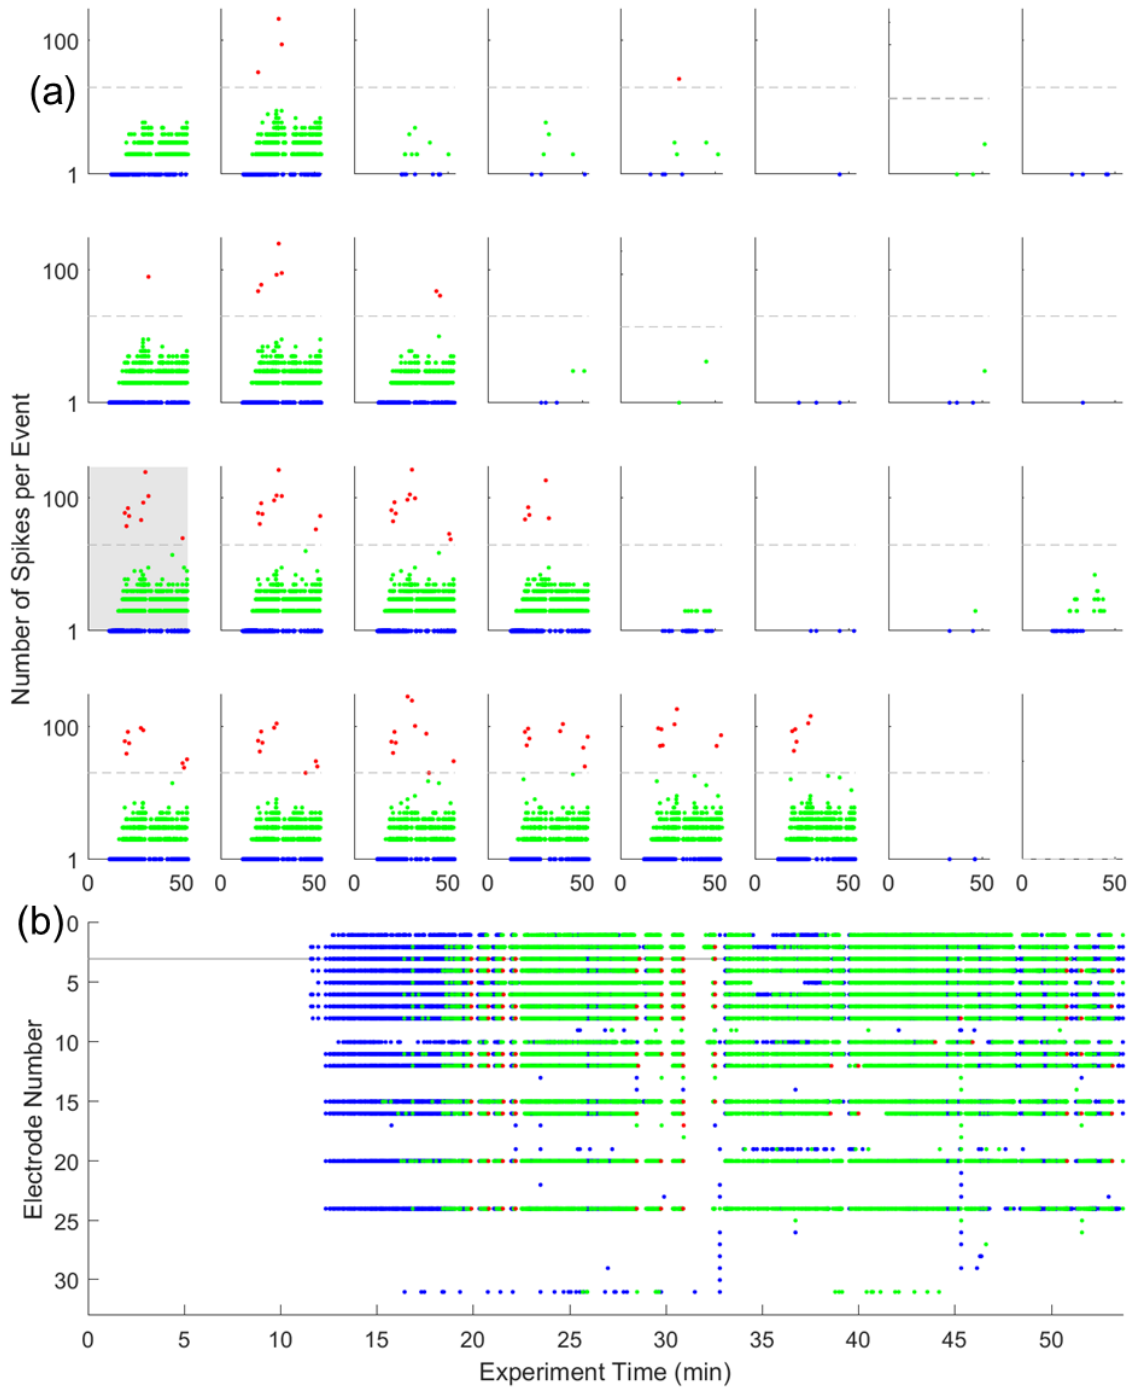 100
(a)
1
100
1
Number of Spikes per Event
100
1
100
1
0 50 0 50 0 50 0 50 0 50 0 50 0 50 0 50
(b)
0
5
10
15
20
25
30
Electrode Number
0 5 10 15 20 25 30 35 40 45 50
Experiment Time (min)